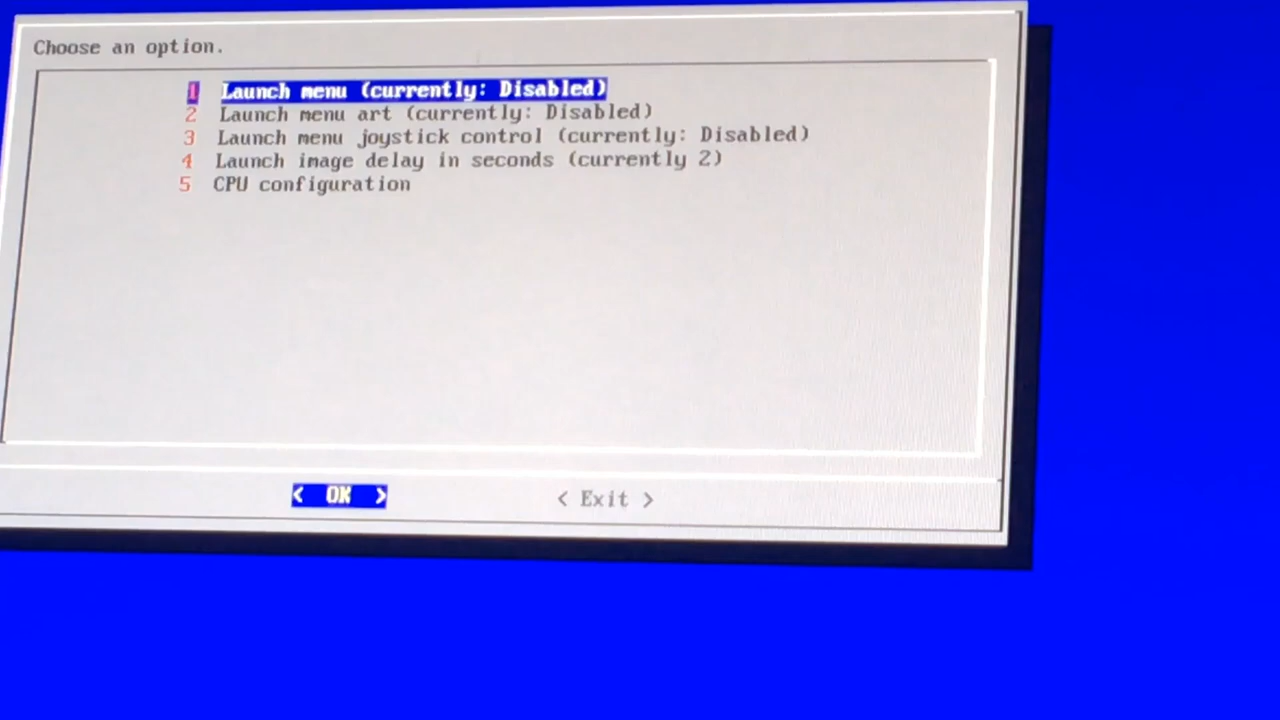 Choose an option.
1 Launch menu (currently: Disabled)
2 Launch menu art (currently: Disabled)
3 Launch menu joystick control (currently: Disabled)
4 Launch image delay in seconds (currently 2)
5 CPU configuration
< OK > < Exit >